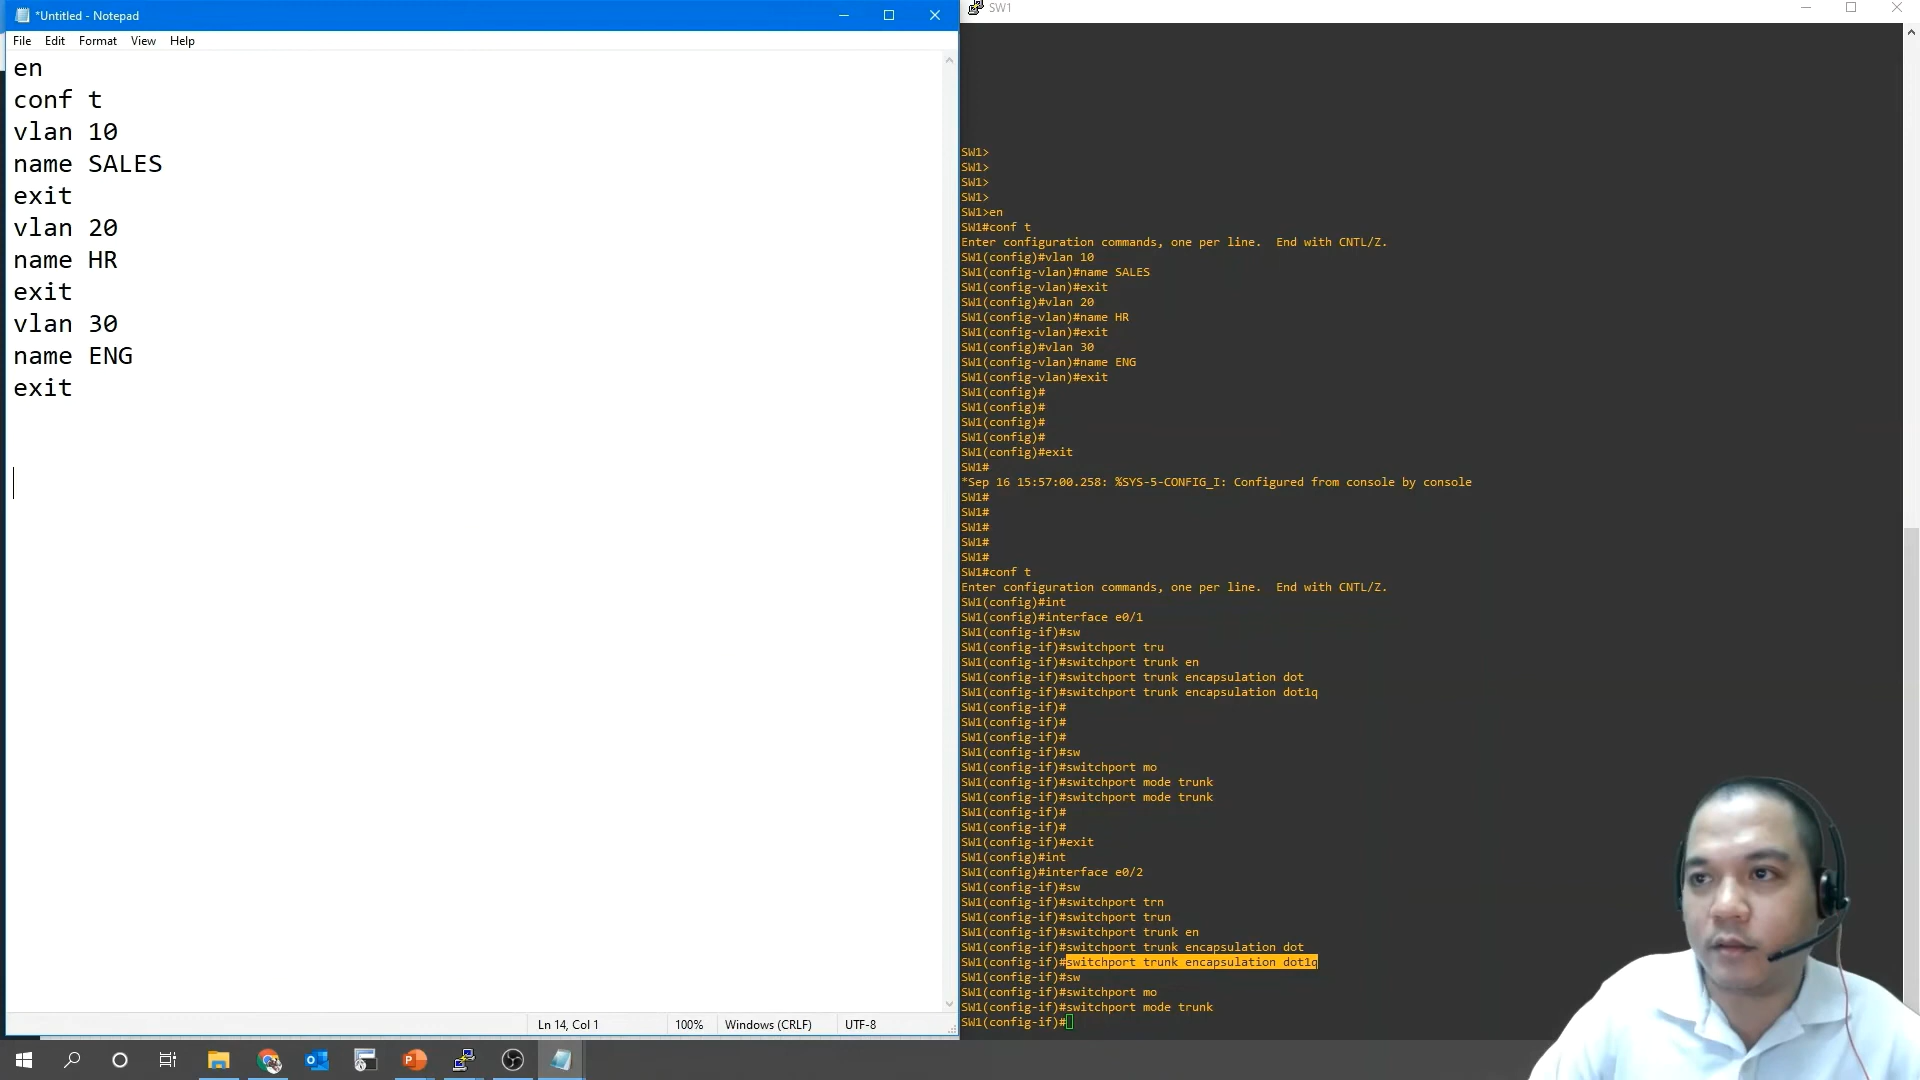 *Untitled - Notepad
File Edit Format View Help
en
conf t
vlan 10
name SALES
exit
vlan 20
name HR
exit
vlan 30
name ENG
exit
Ln 14, Col 1 100% Windows (CRLF) UTF-8
SW1
SW1>
SW1>
SW1>
SW1>
SW1>en
SW1#conf t
Enter configuration commands, one per line.  End with CNTL/Z.
SW1(config)#vlan 10
SW1(config-vlan)#name SALES
SW1(config-vlan)#exit
SW1(config)#vlan 20
SW1(config-vlan)#name HR
SW1(config-vlan)#exit
SW1(config)#vlan 30
SW1(config-vlan)#name ENG
SW1(config-vlan)#exit
SW1(config)#
SW1(config)#
SW1(config)#
SW1(config)#
SW1(config)#exit
SW1#
*Sep 16 15:57:00.258: %SYS-5-CONFIG_I: Configured from console by console
SW1#
SW1#
SW1#
SW1#
SW1#
SW1#conf t
Enter configuration commands, one per line.  End with CNTL/Z.
SW1(config)#int
SW1(config)#interface e0/1
SW1(config-if)#sw
SW1(config-if)#switchport tru
SW1(config-if)#switchport trunk en
SW1(config-if)#switchport trunk encapsulation dot
SW1(config-if)#switchport trunk encapsulation dot1q
SW1(config-if)#
SW1(config-if)#
SW1(config-if)#
SW1(config-if)#sw
SW1(config-if)#switchport mo
SW1(config-if)#switchport mode trunk
SW1(config-if)#switchport mode trunk
SW1(config-if)#
SW1(config-if)#
SW1(config-if)#exit
SW1(config)#int
SW1(config)#interface e0/2
SW1(config-if)#sw
SW1(config-if)#switchport trn
SW1(config-if)#switchport trun
SW1(config-if)#switchport trunk en
SW1(config-if)#switchport trunk encapsulation dot
SW1(config-if)#switchport trunk encapsulation dot1q
SW1(config-if)#sw
SW1(config-if)#switchport mo
SW1(config-if)#switchport mode trunk
SW1(config-if)#